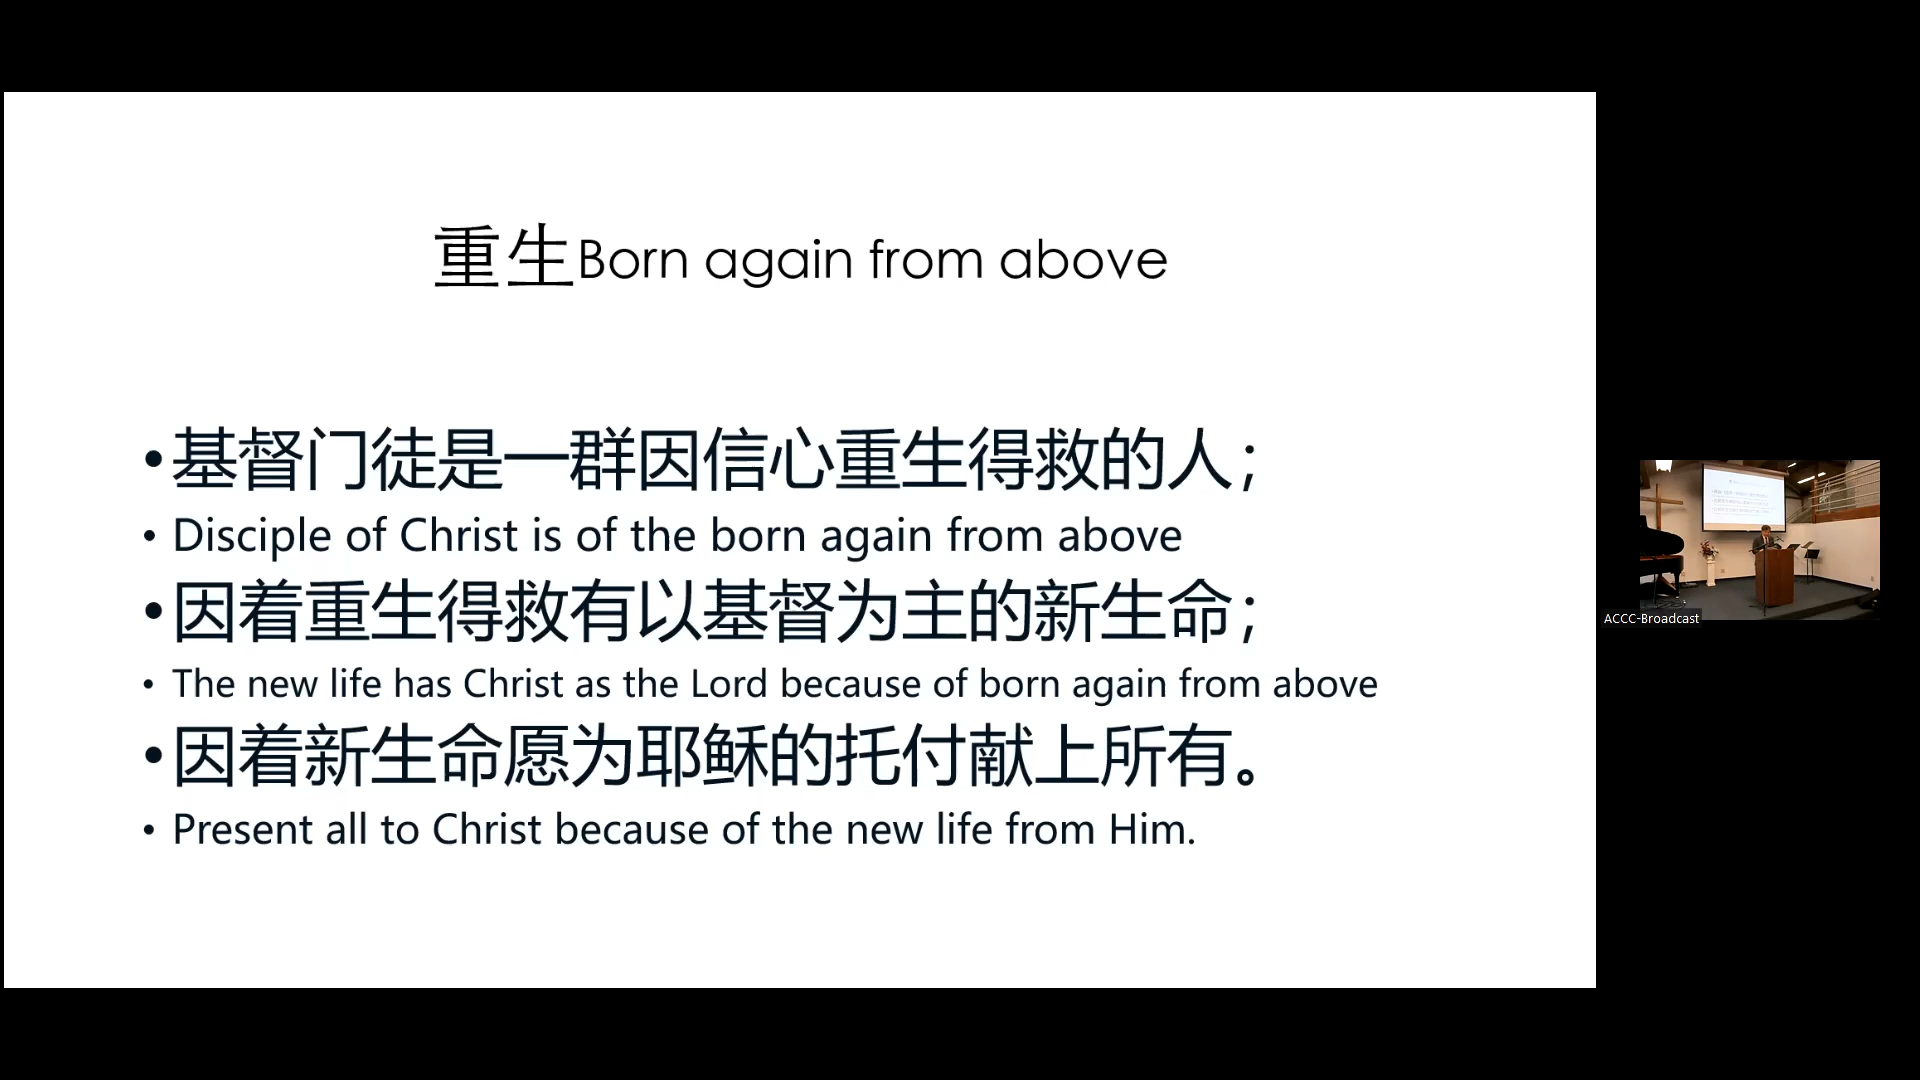 重生Born again from above
•基督门徒是一群因信心重生得救的人；
• Disciple of Christ is of the born again from above
•因着重生得救有以基督为主的新生命；
• The new life has Christ as the Lord because of born again from above
•因着新生命愿为耶稣的托付献上所有。
• Present all to Christ because of the new life from Him.
ACCC-Broadcast